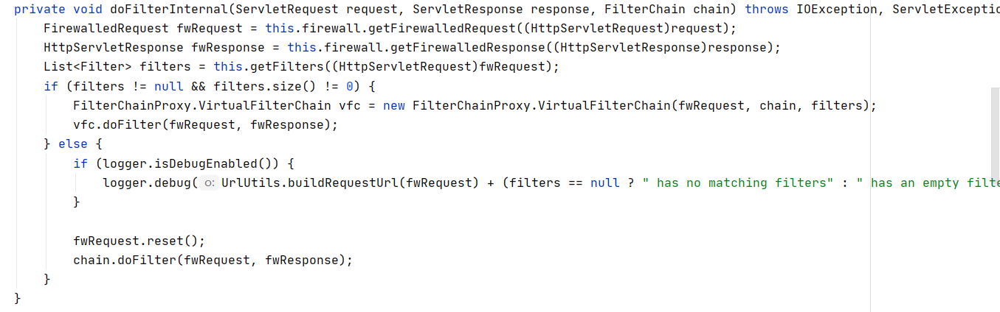 private void doFilterInternal(ServletRequest request, ServletResponse response, FilterChain chain) throws IOException, ServletExceptio
FirewalledRequest fwRequest = this.firewall.getFirewalledRequest((HttpServletRequest)request);
HttpServletResponse fwResponse = this.firewall.getFirewalledResponse((HttpServletResponse)response);
List<Filter> filters = this.getFilters((HttpServletRequest)fwRequest);
if (filters != null && filters.size() != 0) {
FilterChainProxy.VirtualFilterChain vfc = new FilterChainProxy.VirtualFilterChain(fwRequest, chain, filters);
vfc.doFilter(fwRequest, fwResponse);
} else {
if (logger.isDebugEnabled()) {
logger.debug( o: UrlUtils.buildRequestUrl(fwRequest) + (filters == null ? " has no matching filters" : " has an empty filte
}
fwRequest.reset();
chain.doFilter(fwRequest, fwResponse);
}
}